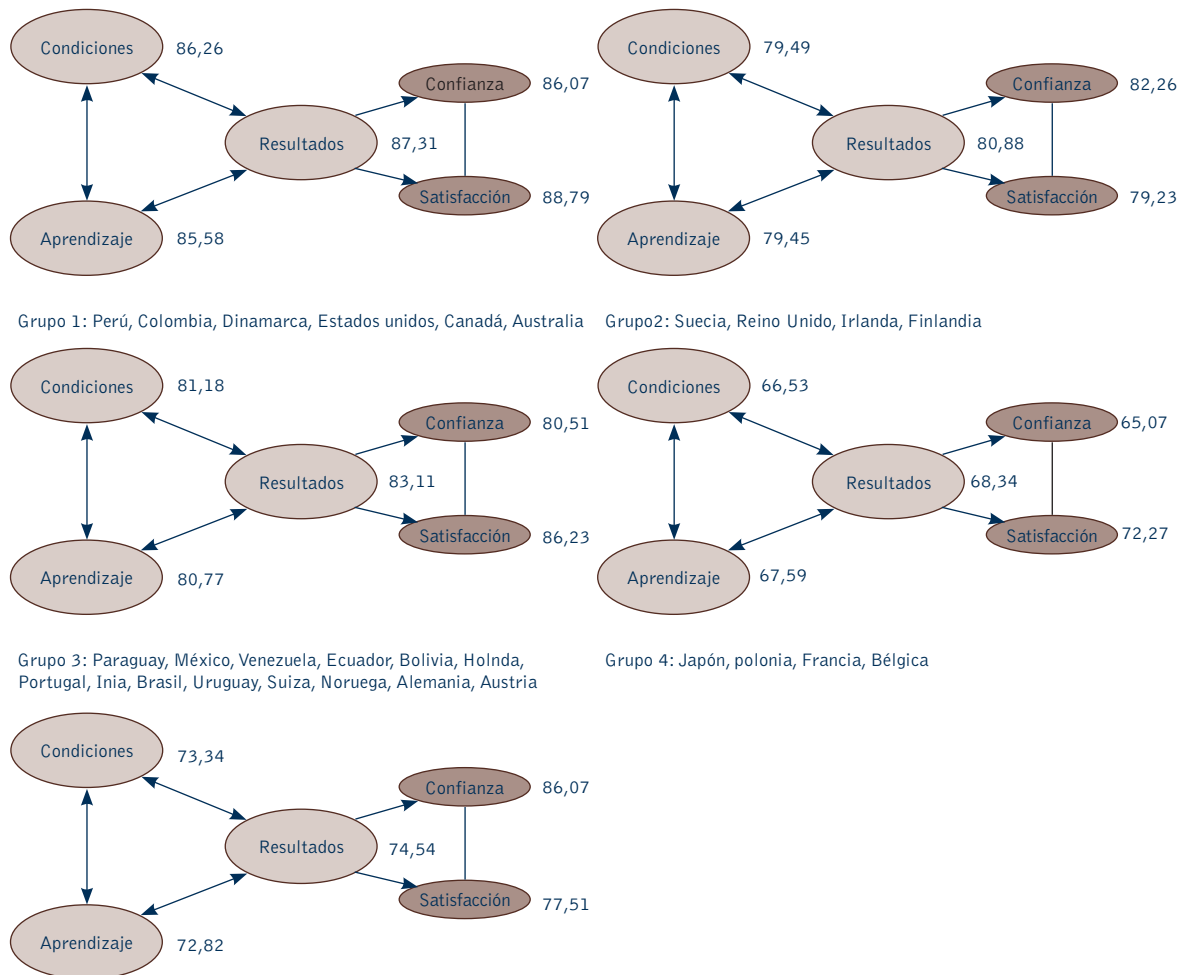 Condiciones 86,26
Confianza 86,07
Resultados 87,31
Satisfacción 88,79
Aprendizaje 85,58
Grupo 1: Perú, Colombia, Dinamarca, Estados unidos, Canadá, Australia
Condiciones 79,49
Confianza 82,26
Resultados 80,88
Satisfacción 79,23
Aprendizaje 79,45
Grupo2: Suecia, Reino Unido, Irlanda, Finlandia
Condiciones 81,18
Confianza 80,51
Resultados 83,11
Satisfacción 86,23
Aprendizaje 80,77
Grupo 3: Paraguay, México, Venezuela, Ecuador, Bolivia, Holnda,
Portugal, Inia, Brasil, Uruguay, Suiza, Noruega, Alemania, Austria
Condiciones 66,53
Confianza 65,07
Resultados 68,34
Satisfacción 72,27
Aprendizaje 67,59
Grupo 4: Japón, polonia, Francia, Bélgica
Condiciones 73,34
Confianza 86,07
Resultados 74,54
Satisfacción 77,51
Aprendizaje 72,82